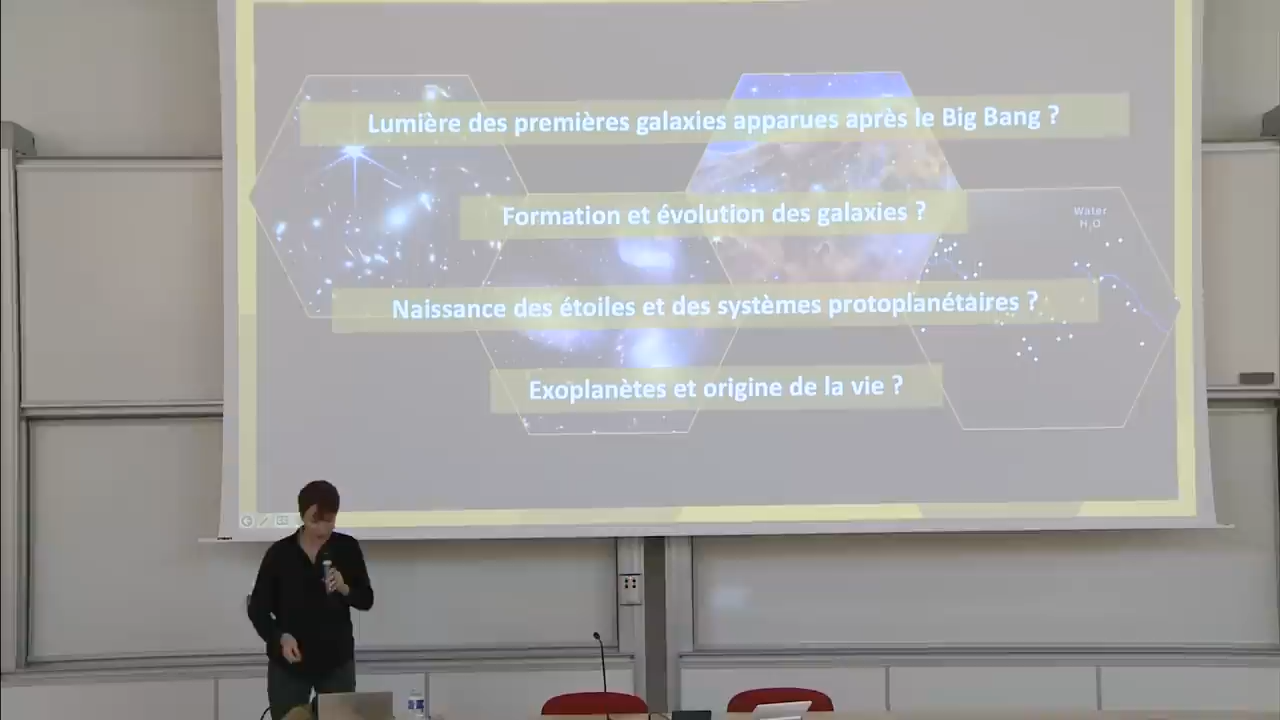 Lumière des premières galaxies apparues après le Big Bang ?
Formation et évolution des galaxies ?
Water
H₂O
Naissance des étoiles et des systèmes protoplanétaires ?
Exoplanètes et origine de la vie ?